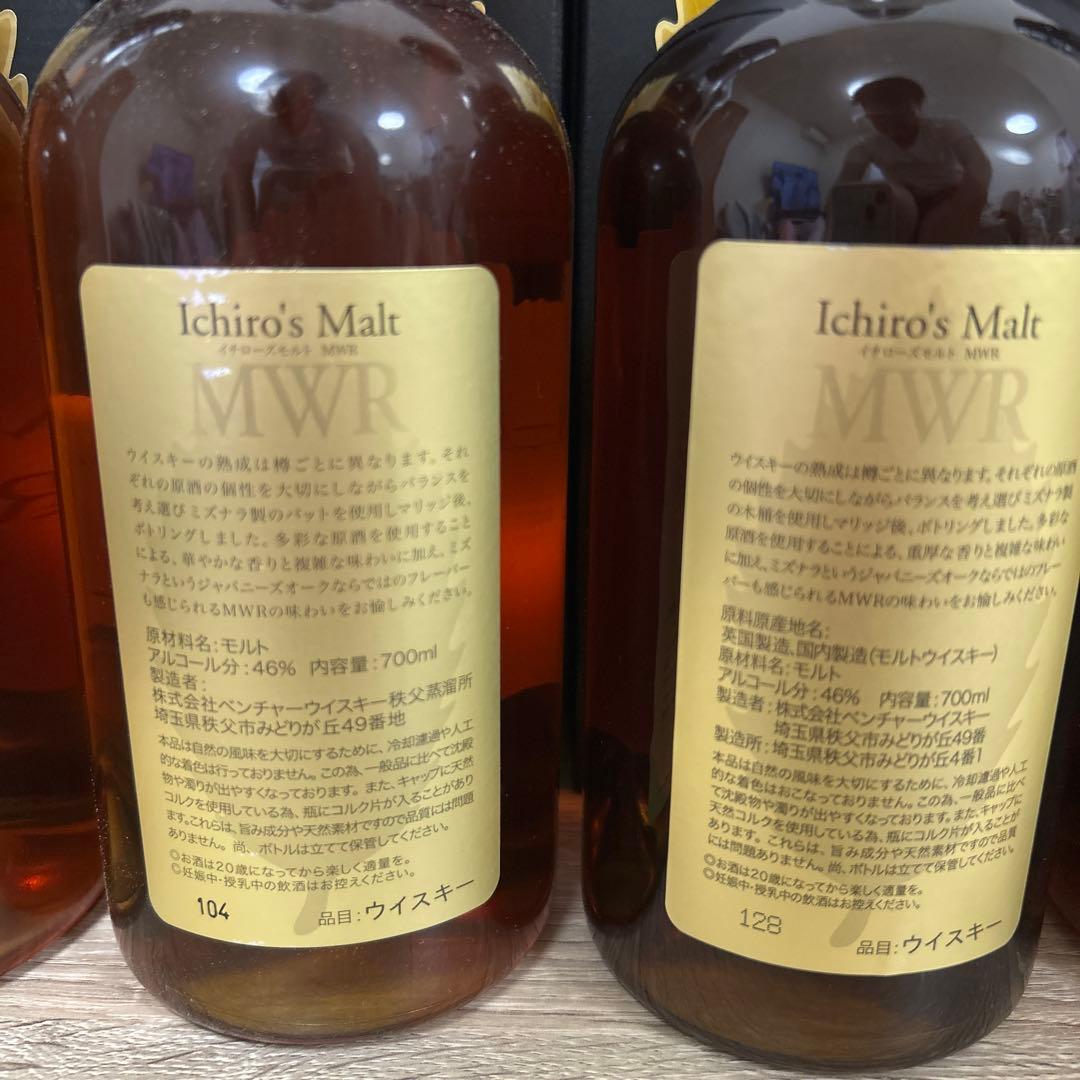 Ichiro's Malt
イチローズモルト MWR
MWR
ウイスキーの熟成は樽ごとに異なります。それ
ぞれの原酒の個性を大切にしながらバランスを
考え選びミズナラ製のバットを使用しマリッジ後、
ボトリングしました。多彩な原酒を使用すること
による、華やかな香りと複雑な味わいに加え、ミズ
ナラというジャパニーズオークならではのフレーバー
も感じられるMWRの味わいをお愉しみください。
原材料名:モルト
アルコール分:46% 内容量:700ml
製造者:
株式会社ベンチャーウイスキー秩父蒸溜所
埼玉県秩父市みどりが丘49番地
本品は自然の風味を大切にするために、冷却濾過や人工
的な着色は行っておりません。この為、一般品に比べて沈殿
物や濁りが出やすくなっております。また、キャップに天然
コルクを使用している為、瓶にコルク片が入ることがあり
ます。これらは、旨み成分や天然素材ですので品質には問題
ありません。尚、ボトルは立てて保管してください。
◎お酒は20歳になってから楽しく適量を。
◎妊娠中・授乳中の飲酒はお控えください。
104
品目:ウイスキー
Ichiro's Malt
イチローズモルト MWR
MWR
ウイスキーの熟成は樽ごとに異なります。それぞれの原酒
の個性を大切にしながらバランスを考え選びミズナラ製
の木桶を使用しマリッジ後、ボトリングしました。多彩な
原酒を使用することによる、重厚な香りと複雑な味わい
に加え、ミズナラというジャパニーズオークならではのフレー
バーも感じられるMWRの味わいをお愉しみください。
原料原産地名:
英国製造、国内製造(モルトウイスキー)
原材料名:モルト
アルコール分:46% 内容量:700ml
製造者:株式会社ベンチャーウイスキー
埼玉県秩父市みどりが丘49番
製造所:埼玉県秩父市みどりが丘4番1
本品は自然の風味を大切にするために、冷却濾過や人工
的な着色はおこなっておりません。この為、一般品に比べ
て沈殿物や濁りが出やすくなっております。また、キャップに
天然コルクを使用している為、瓶にコルク片が入ることが
あります。これらは、旨み成分や天然素材ですので品質
には問題ありません。尚、ボトルは立てて保管してください。
◎お酒は20歳になってから楽しく適量を。
◎妊娠中・授乳中の飲酒はお控えください。
128
品目:ウイスキー